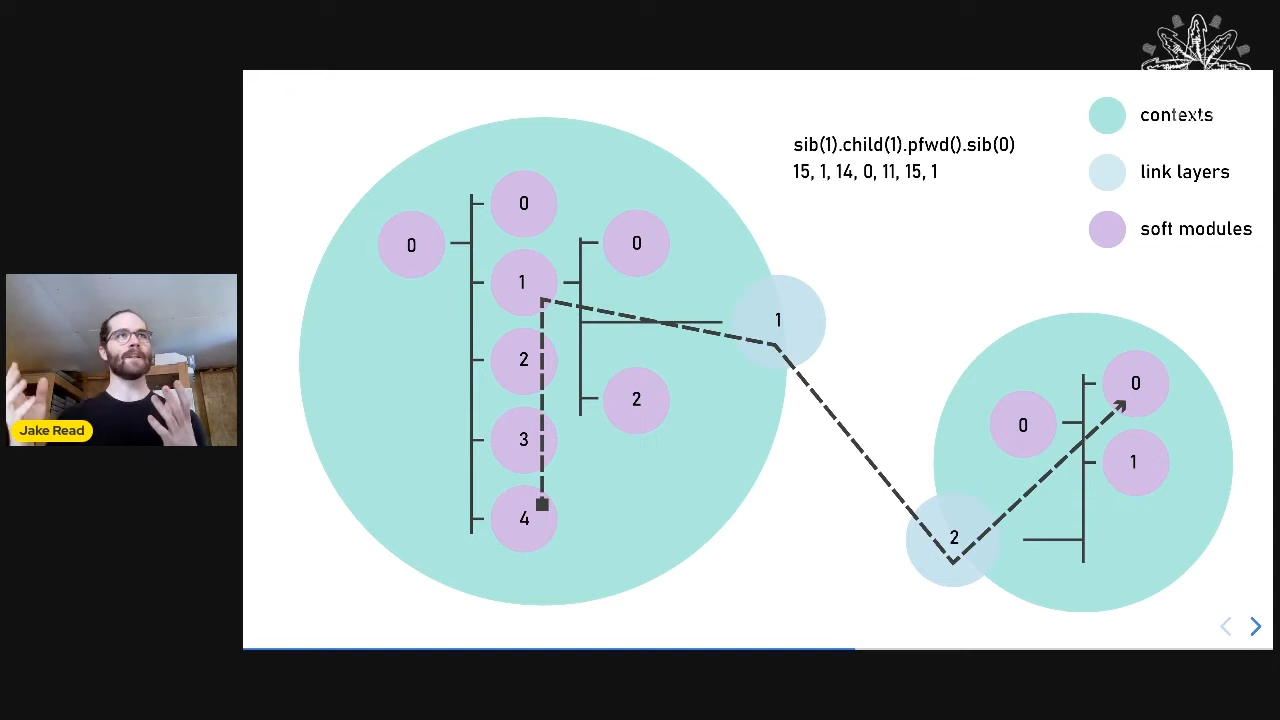 sib(1).child(1).pfwd().sib(0)
15, 1, 14, 0, 11, 15, 1
contexts
link layers
soft modules
0
0
1
2
3
4
0
1
2
Jake Read
2
0
0
1